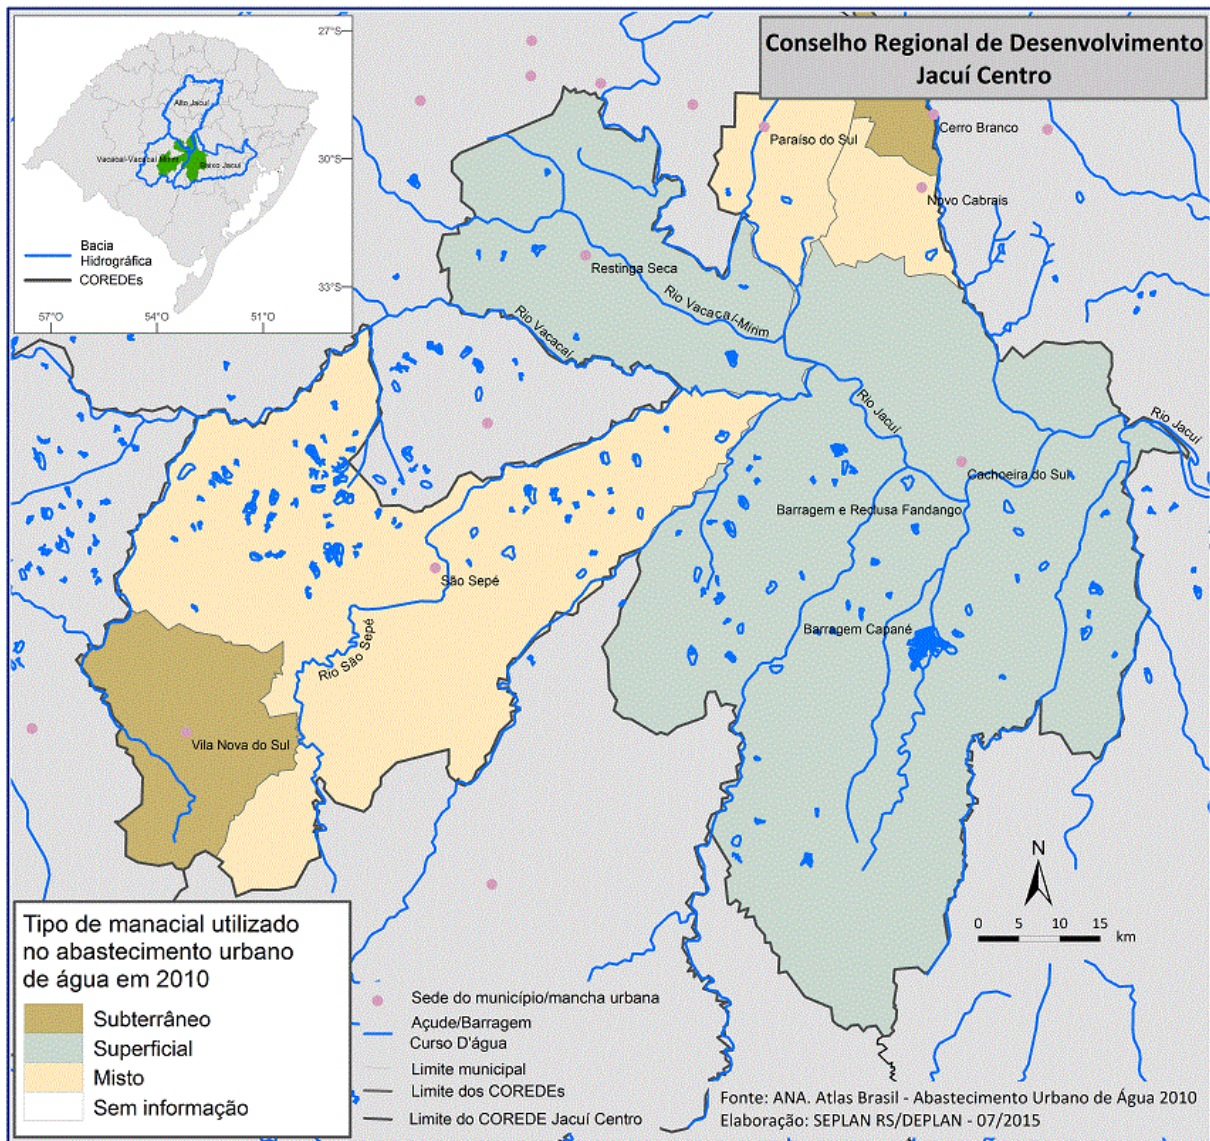 Conselho Regional de Desenvolvimento
Jacuí Centro
27°S
30°S
33°S
57°O
54°O
51°O
Alto Jacuí
Vacacaí-Vacacaí Mirim
Baixo Jacuí
Bacia
Hidrográfica
COREDEs
Paraíso do Sul
Cerro Branco
Novo Cabrais
Restinga Seca
Rio Vacacaí-Mirim
Rio Vacacaí
Rio Jacuí
Rio Jacuí
Cachoeira do Sul
Barragem e Reclusa Fandango
São Sepé
Barragem Capané
Rio São Sepé
Vila Nova do Sul
N
0 5 10 15
km
Tipo de manacial utilizado
no abastecimento urbano
de água em 2010
Subterrâneo
Superficial
Misto
Sem informação
Sede do município/mancha urbana
Açude/Barragem
Curso D'água
Limite municipal
Limite dos COREDEs
Limite do COREDE Jacuí Centro
Fonte: ANA. Atlas Brasil - Abastecimento Urbano de Água 2010
Elaboração: SEPLAN RS/DEPLAN - 07/2015